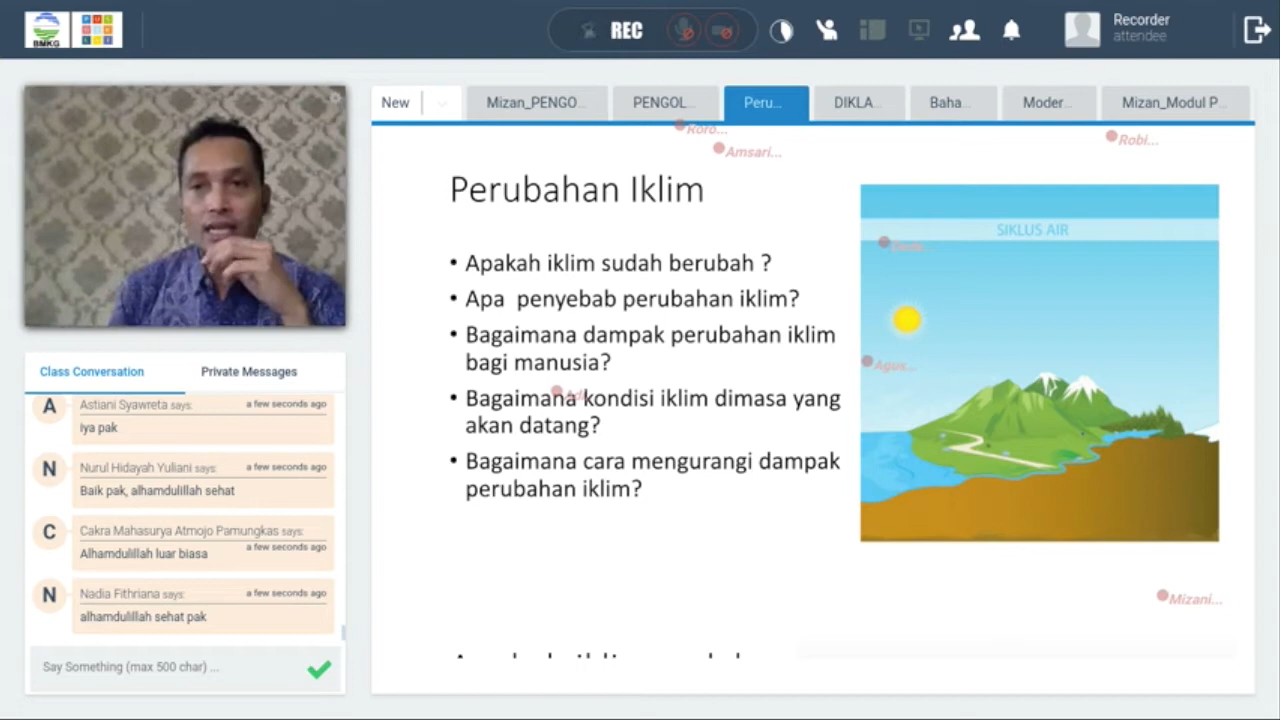 BMKG
REC
Recorder
attendee
Class Conversation
Private Messages
Astiani Syawreta says:
a few seconds ago
iya pak
Nurul Hidayah Yuliani says:
a few seconds ago
Baik pak, alhamdulillah sehat
Cakra Mahasurya Atmojo Pamungkas says:
a few seconds ago
Alhamdulillah luar biasa
Nadia Fithriana says:
a few seconds ago
alhamdulillah sehat pak
A
N
C
N
Say Something (max 500 char) ...
New
Mizan_PENGO...
PENGOL...
Peru...
DIKLA...
Baha...
Moder...
Mizan_Modul P...
Roro...
Amsari...
Robi...
Perubahan Iklim
• Apakah iklim sudah berubah ?
• Apa penyebab perubahan iklim?
• Bagaimana dampak perubahan iklim
bagi manusia?
• Bagaimana kondisi iklim dimasa yang
akan datang?
• Bagaimana cara mengurangi dampak
perubahan iklim?
SIKLUS AIR
Agus...
Mizani...